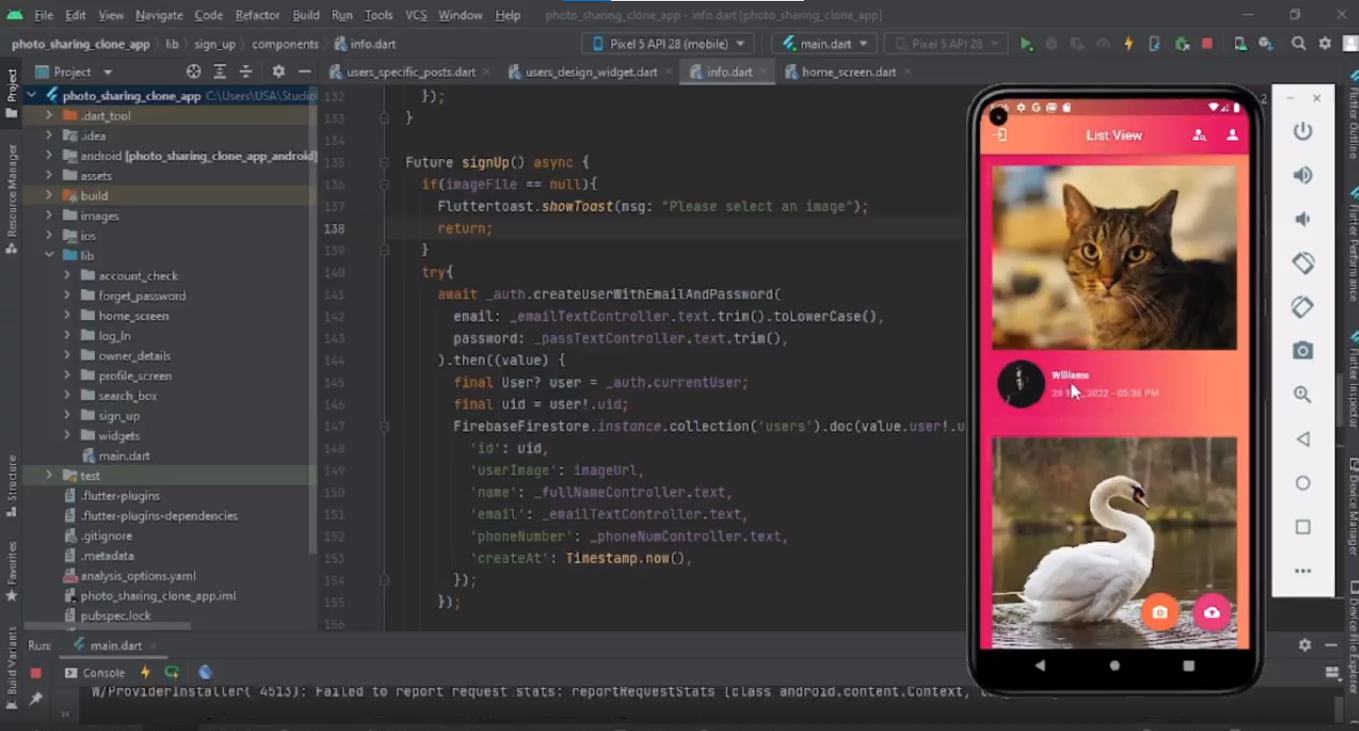 File Edit View Navigate Code Refactor Build Run Tools VCS Window Help photo_sharing_clone_app - info.dart [photo_sharing_clone_app]
photo_sharing_clone_app lib sign_up components info.dart Pixel 5 API 28 (mobile) main.dart Pixel 5 API 28
Project users_specific_posts.dart users_design_widget.dart info.dart home_screen.dart
Project
Resource Manager
Structure
Favorites
Build Variants
photo_sharing_clone_app C:\Users\USA\Studio
.dart_tool
.idea
android [photo_sharing_clone_app_android]
assets
build
images
ios
lib
account_check
forget_password
home_screen
log_In
owner_details
profile_screen
search_box
sign_up
widgets
main.dart
test
.flutter-plugins
.flutter-plugins-dependencies
.gitignore
.metadata
analysis_options.yaml
photo_sharing_clone_app.iml
pubspec.lock
132 });
133 }
134
135 Future signUp() async {
136 if(imageFile == null){
137 Fluttertoast.showToast(msg: "Please select an image");
138 return;
139 }
140 try{
141 await _auth.createUserWithEmailAndPassword(
142 email: _emailTextController.text.trim().toLowerCase(),
143 password: _passTextController.text.trim(),
144 ).then((value) {
145 final User? user = _auth.currentUser;
146 final uid = user!.uid;
147 FirebaseFirestore.instance.collection('users').doc(value.user!.u
148 'id': uid,
149 'userImage': imageUrl,
150 'name': _fullNameController.text,
151 'email': _emailTextController.text,
152 'phoneNumber': _phoneNumController.text,
153 'createAt': Timestamp.now(),
154 });
155 });
156
List View
Williams
2022 - 05:36 PM
Flutter Outline
Flutter Performance
Flutter Inspector
Device Manager
Device File Explorer
Run: main.dart
Console
W/ProviderInstaller( 4513): Failed to report request stats: reportRequestStats [class android.content.Context,